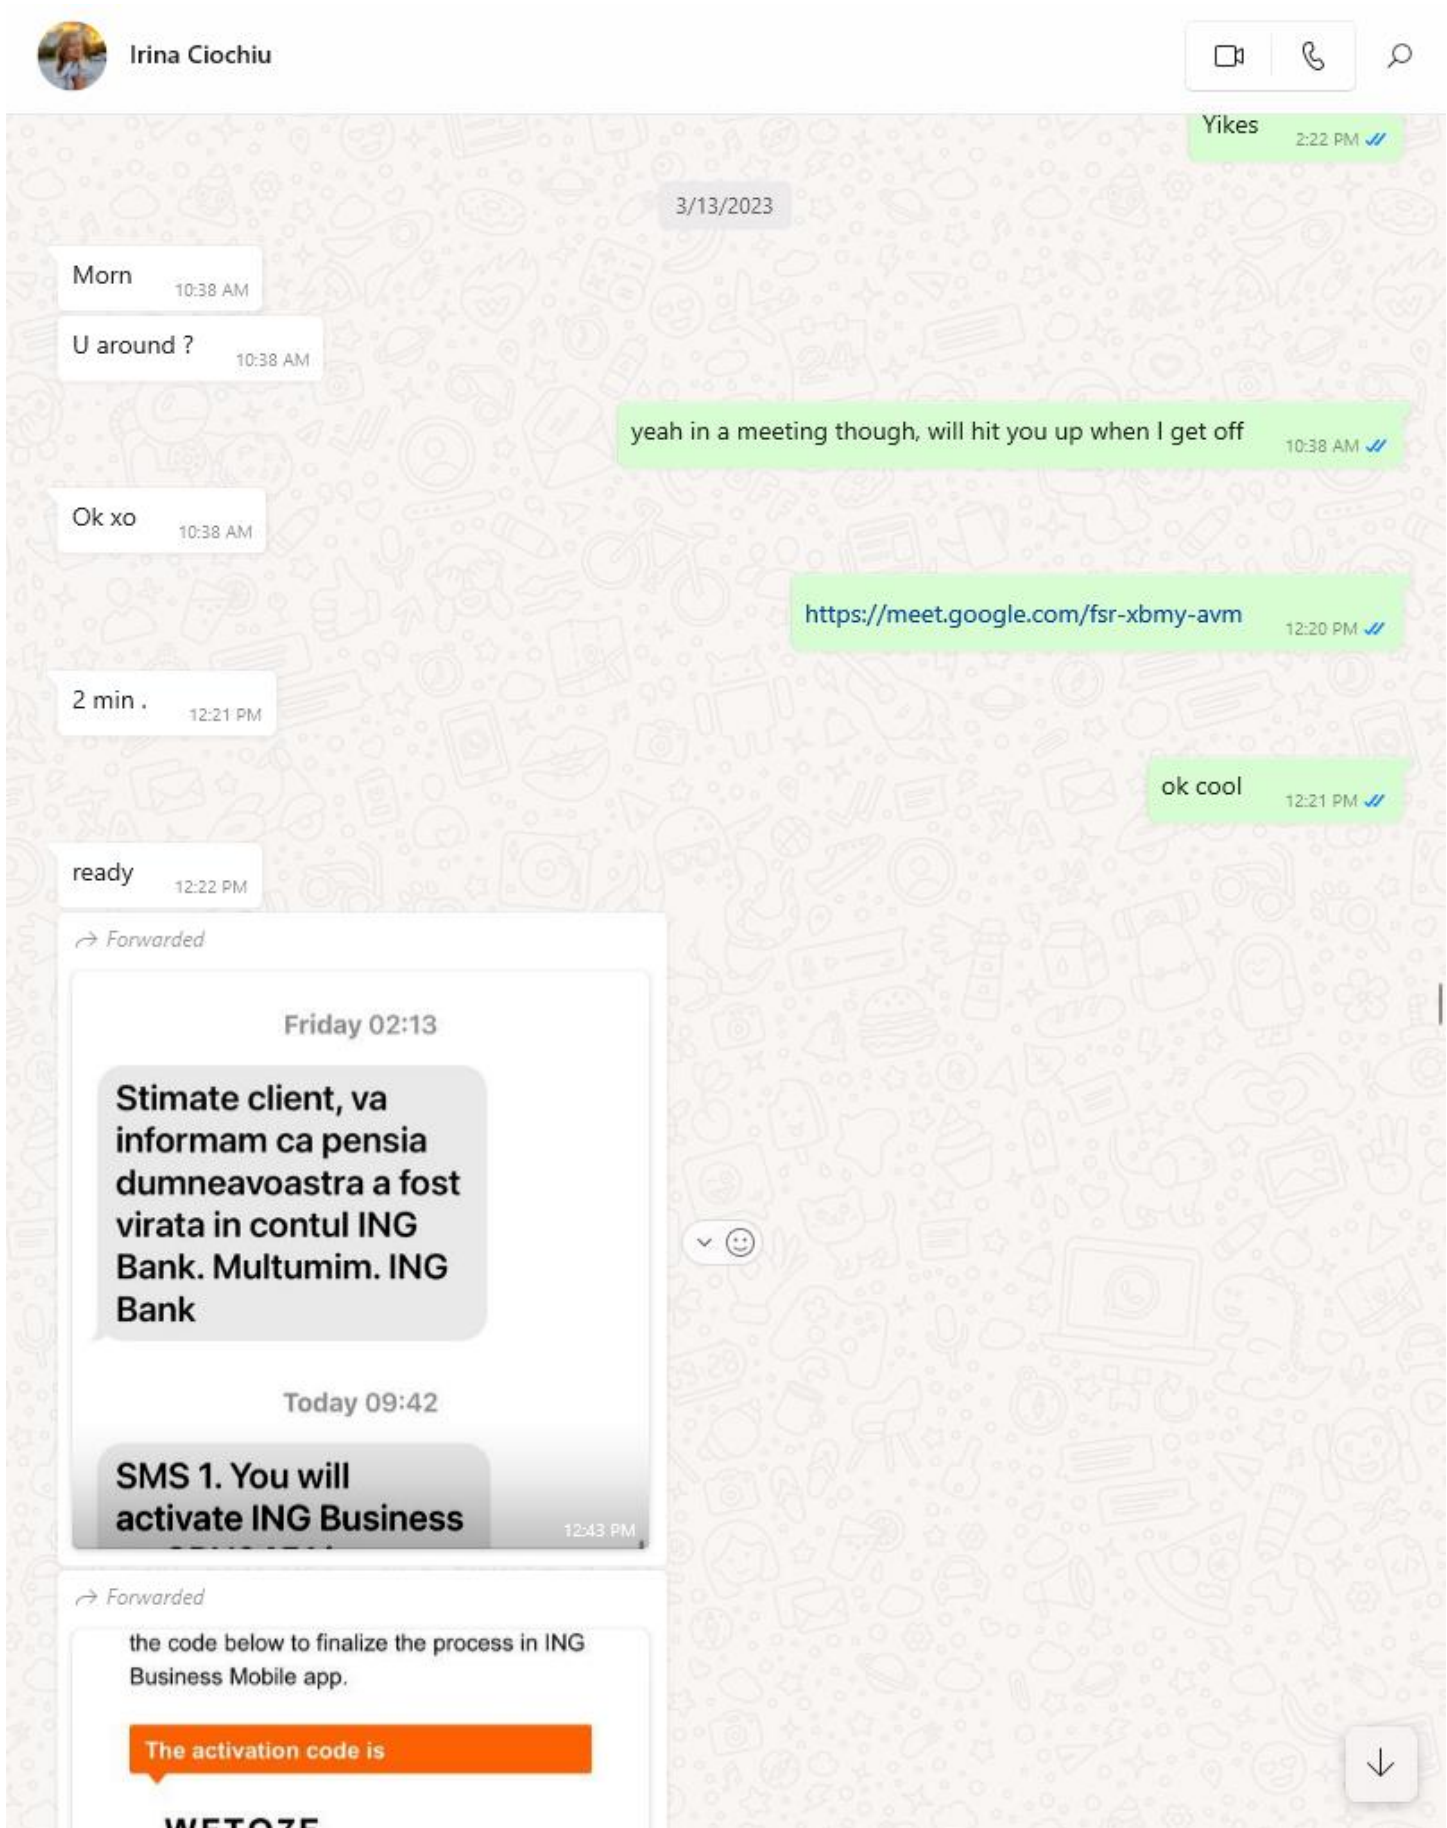 Irina Ciochiu
Yikes
2:22 PM
3/13/2023
Morn
10:38 AM
U around ?
10:38 AM
yeah in a meeting though, will hit you up when I get off
10:38 AM
Ok xo
10:38 AM
https://meet.google.com/fsr-xbmy-avm
12:20 PM
2 min .
12:21 PM
ok cool
12:21 PM
ready
12:22 PM
Forwarded
Friday 02:13
Stimate client, va
informam ca pensia
dumneavoastra a fost
virata in contul ING
Bank. Multumim. ING
Bank
Today 09:42
SMS 1. You will
activate ING Business
12:43 PM
Forwarded
the code below to finalize the process in ING
Business Mobile app.
The activation code is